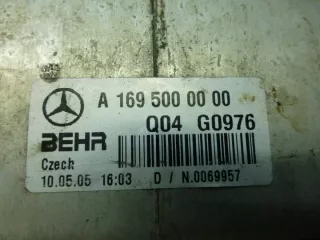 A 169 500 00 00
Q04 G0976
BEHR
Czech
10.05.05 16:03 D / N.0069957